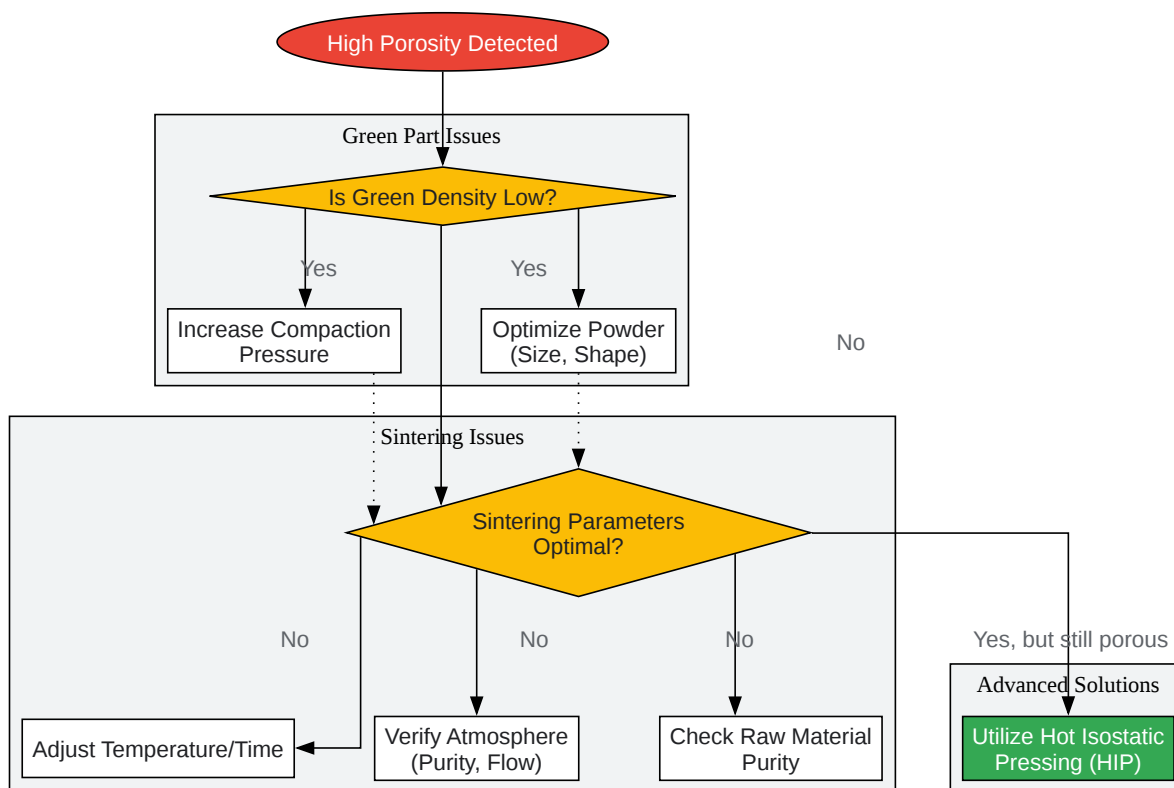 High Porosity Detected
Green Part Issues
Is Green Density Low?
Yes
Yes
Increase Compaction
Pressure
Optimize Powder
(Size, Shape)
No
Sintering Issues
Sintering Parameters
Optimal?
No
No
No
Yes, but still porous
Advanced Solutions
Adjust Temperature/Time
Verify Atmosphere
(Purity, Flow)
Check Raw Material
Purity
Utilize Hot Isostatic
Pressing (HIP)